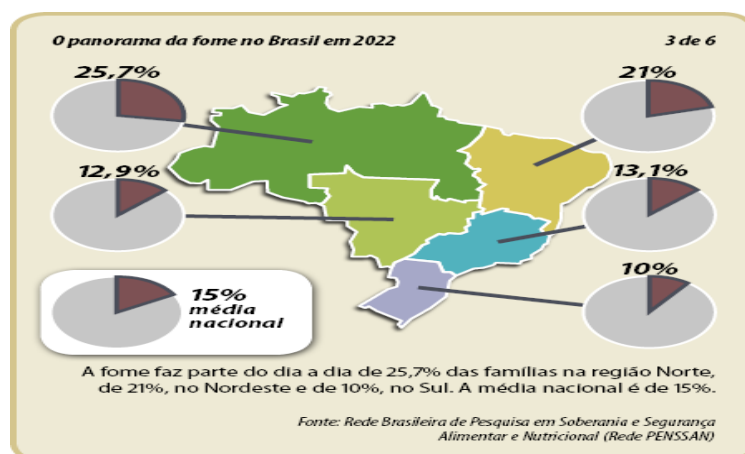 O panorama da fome no Brasil em 2022
3 de 6
25,7%
21%
12,9%
13,1%
15%
média
nacional
10%
A fome faz parte do dia a dia de 25,7% das famílias na região Norte,
de 21%, no Nordeste e de 10%, no Sul. A média nacional é de 15%.
Fonte: Rede Brasileira de Pesquisa em Soberania e Segurança
Alimentar e Nutricional (Rede PENSSAN)